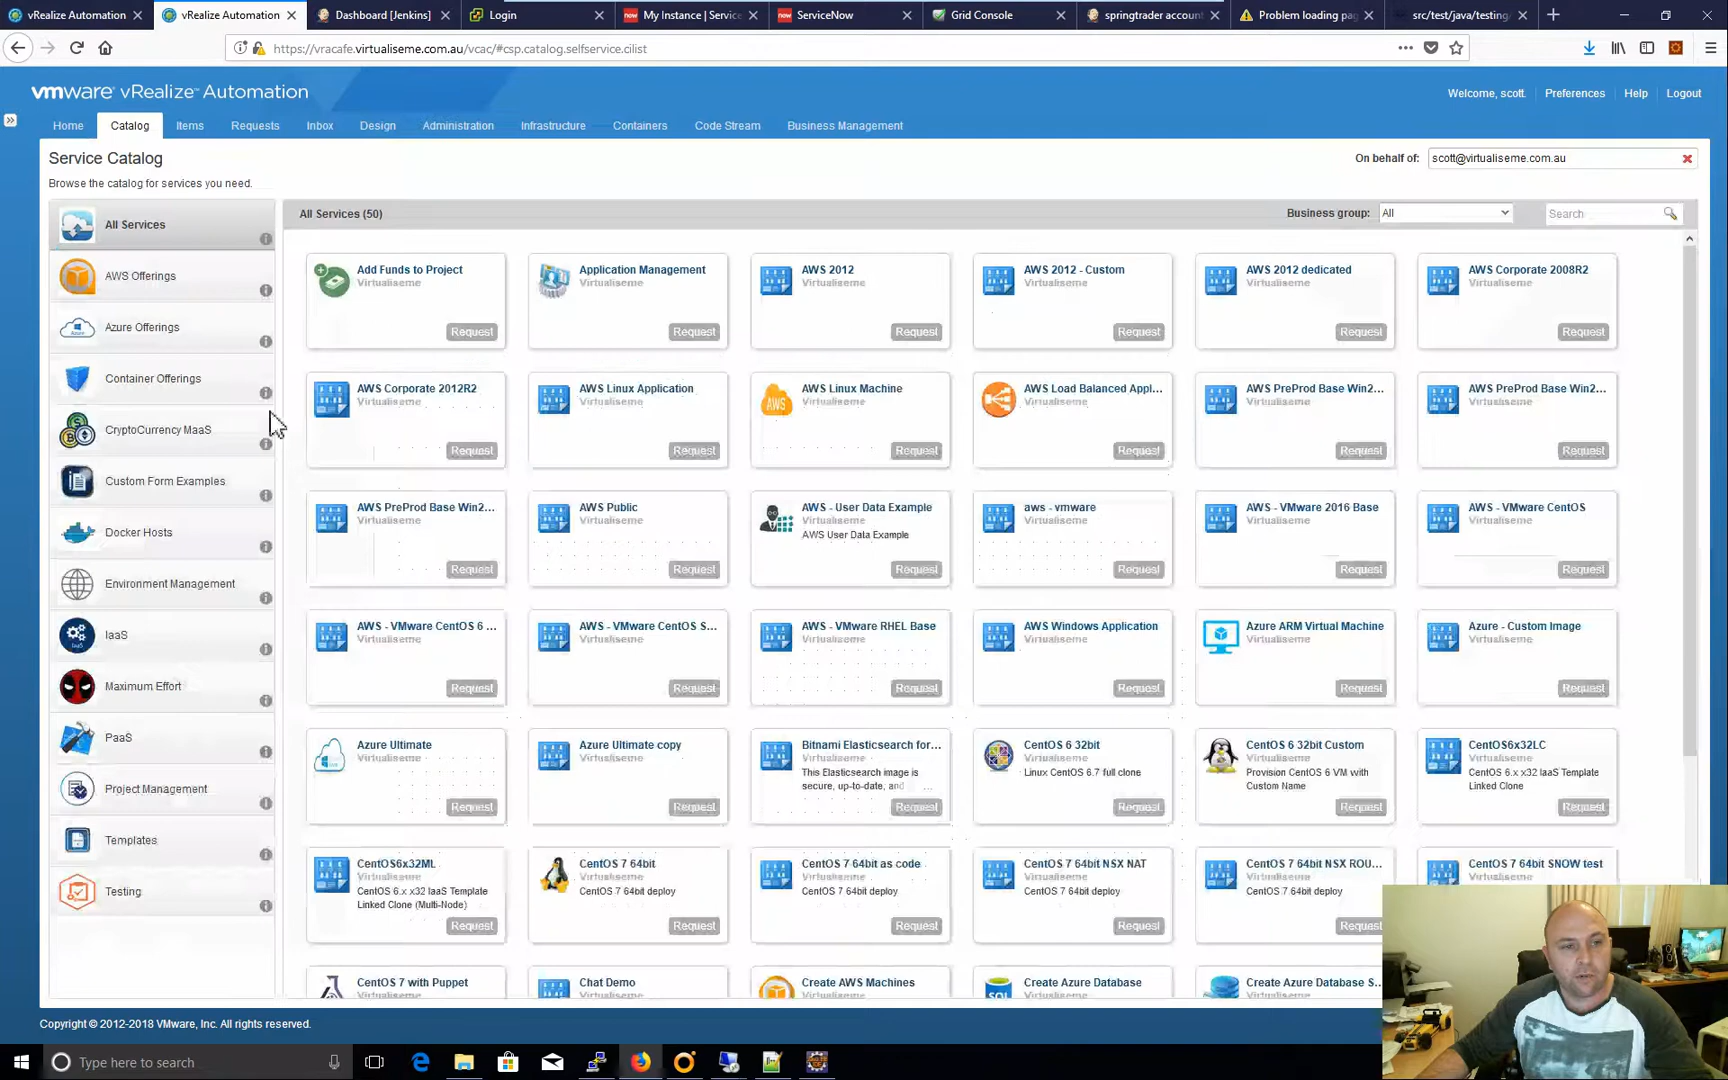 vRealize Automation
vRealize Automation
Dashboard [Jenkins]
Login
My Instance | Service
ServiceNow
Grid Console
springtrader account
Problem loading pag
src/test/java/testing
https://vracafe.virtualiseme.com.au/vcac/#csp.catalog.selfservice.cilist
vmware vRealize Automation
Welcome, scott. Preferences Help Logout
Home Catalog Items Requests Inbox Design Administration Infrastructure Containers Code Stream Business Management
Service Catalog
On behalf of: scott@virtualiseme.com.au
Browse the catalog for services you need.
All Services
AWS Offerings
Azure Offerings
Container Offerings
CryptoCurrency MaaS
Custom Form Examples
Docker Hosts
Environment Management
IaaS
Maximum Effort
PaaS
Project Management
Templates
Testing
All Services (50)
Business group: All Search
Add Funds to Project
Virtualiseme
Request
Application Management
Virtualiseme
Request
AWS 2012
Virtualiseme
Request
AWS 2012 - Custom
Virtualiseme
Request
AWS 2012 dedicated
Virtualiseme
Request
AWS Corporate 2008R2
Virtualiseme
Request
AWS Corporate 2012R2
Virtualiseme
Request
AWS Linux Application
Virtualiseme
Request
AWS Linux Machine
Virtualiseme
Request
AWS Load Balanced Appl...
Virtualiseme
Request
AWS PreProd Base Win2...
Virtualiseme
Request
AWS PreProd Base Win2...
Virtualiseme
Request
AWS PreProd Base Win2...
Virtualiseme
Request
AWS Public
Virtualiseme
Request
AWS - User Data Example
Virtualiseme
AWS User Data Example
Request
aws - vmware
Virtualiseme
Request
AWS - VMware 2016 Base
Virtualiseme
Request
AWS - VMware CentOS
Virtualiseme
Request
AWS - VMware CentOS 6 ...
Virtualiseme
Request
AWS - VMware CentOS S...
Virtualiseme
Request
AWS - VMware RHEL Base
Virtualiseme
Request
AWS Windows Application
Virtualiseme
Request
Azure ARM Virtual Machine
Virtualiseme
Request
Azure - Custom Image
Virtualiseme
Request
Azure Ultimate
Virtualiseme
Request
Azure Ultimate copy
Virtualiseme
Request
Bitnami Elasticsearch for...
Virtualiseme
This Elasticsearch image is
secure, up-to-date, and ...
Request
CentOS 6 32bit
Virtualiseme
Linux CentOS 6.7 full clone
Request
CentOS 6 32bit Custom
Virtualiseme
Provision CentOS 6 VM with
Custom Name
Request
CentOS6x32LC
Virtualiseme
CentOS 6.x x32 IaaS Template
Linked Clone
Request
CentOS6x32ML
Virtualiseme
CentOS 6.x x32 IaaS Template
Linked Clone (Multi-Node)
Request
CentOS 7 64bit
Virtualiseme
CentOS 7 64bit deploy
Request
CentOS 7 64bit as code
Virtualiseme
CentOS 7 64bit deploy
Request
CentOS 7 64bit NSX NAT
Virtualiseme
CentOS 7 64bit deploy
Request
CentOS 7 64bit NSX ROU...
Virtualiseme
CentOS 7 64bit deploy
Request
CentOS 7 64bit SNOW test
Virtualiseme
CentOS 7 with Puppet
Virtualiseme
Chat Demo
Virtualiseme
Create AWS Machines
Virtualiseme
Create Azure Database
Virtualiseme
Create Azure Database S...
Virtualiseme
Copyright © 2012-2018 VMware, Inc. All rights reserved.
Type here to search